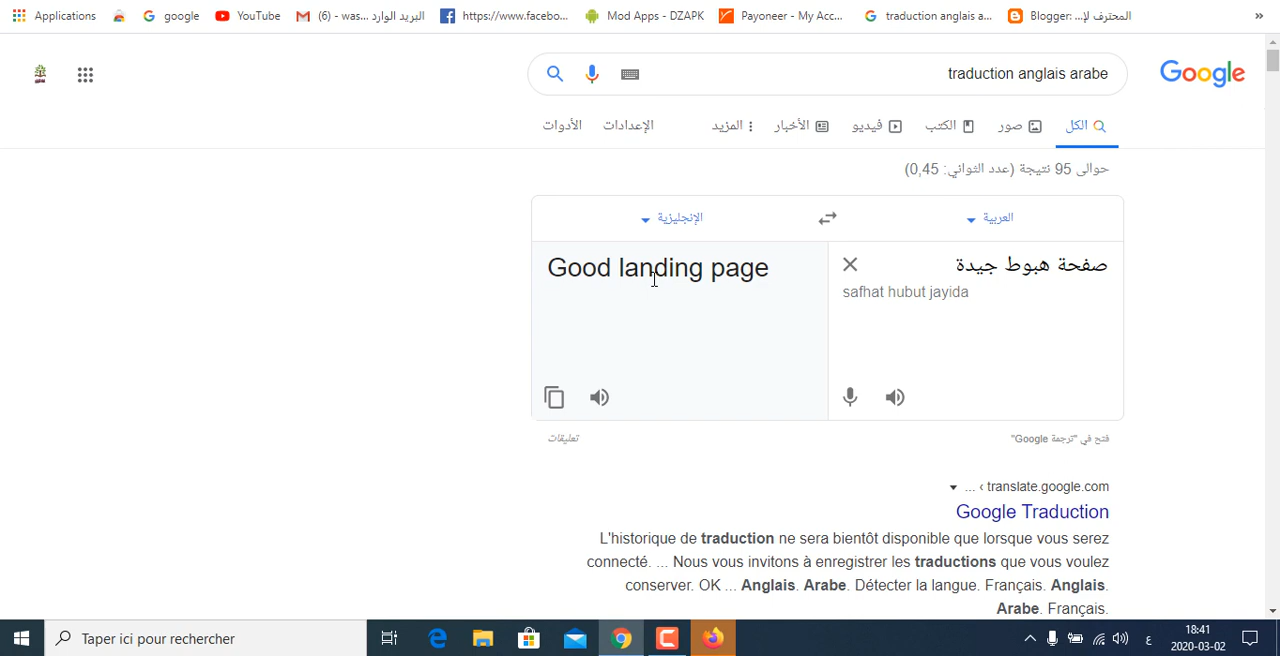 Applications
google
YouTube
(6) - was... البريد الوارد
https://www.facebo...
Mod Apps - DZAPK
Payoneer - My Acc...
traduction anglais a...
Blogger: المحترف لإ...
»
traduction anglais arabe
Google
الكل
صور
الكتب
فيديو
الأخبار
المزيد
الإعدادات
الأدوات
حوالى 95 نتيجة (عدد الثواني: 0,45)
العربية
الإنجليزية
صفحة هبوط جيدة
safhat hubut jayida
Good landing page
فتح في "ترجمة Google"
تعليقات
translate.google.com › ...
Google Traduction
L'historique de traduction ne sera bientôt disponible que lorsque vous serez
connecté. ... Nous vous invitons à enregistrer les traductions que vous voulez
conserver. OK ... Anglais. Arabe. Détecter la langue. Français. Anglais.
Arabe. Français.
Taper ici pour rechercher
ع
18:41
2020-03-02